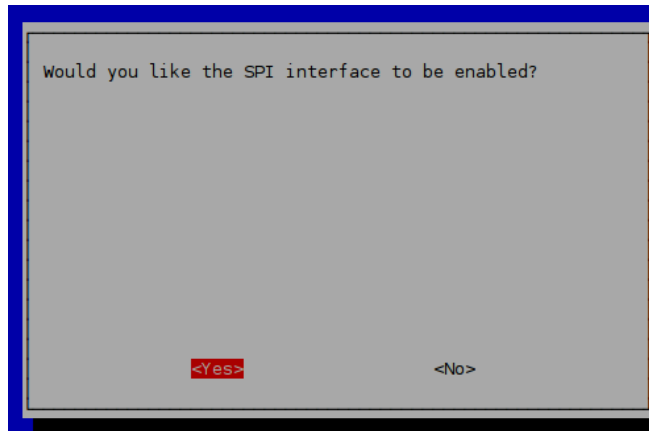 Would you like the SPI interface to be enabled?
<Yes> <No>